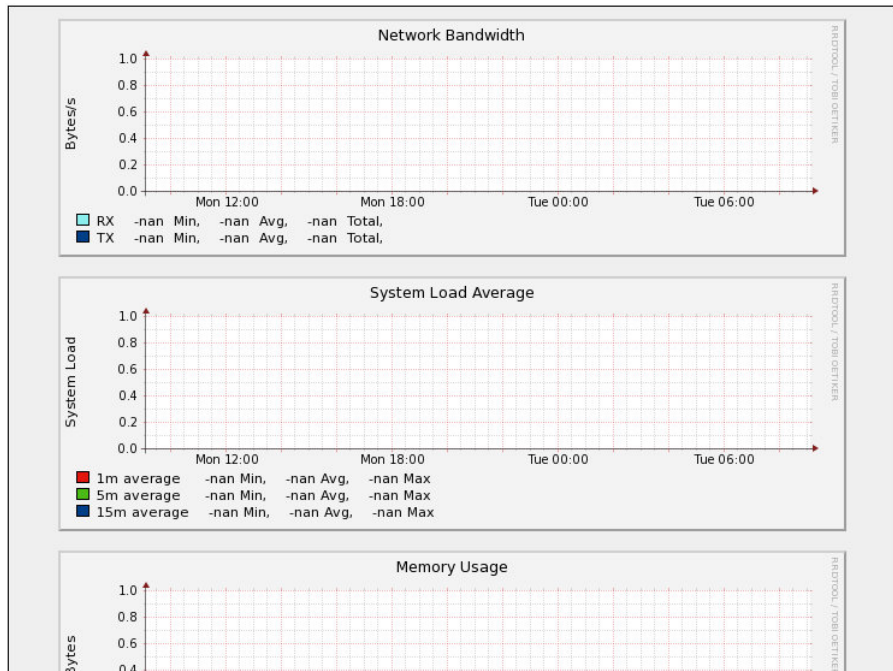 Network Bandwidth
RRDTOOL / TOBI OETIKER
Bytes/s
1.0
0.8
0.6
0.4
0.2
0.0
Mon 12:00 Mon 18:00 Tue 00:00 Tue 06:00
RX -nan Min, -nan Avg, -nan Total,
TX -nan Min, -nan Avg, -nan Total,
System Load Average
RRDTOOL / TOBI OETIKER
System Load
1.0
0.8
0.6
0.4
0.2
0.0
Mon 12:00 Mon 18:00 Tue 00:00 Tue 06:00
1m average -nan Min, -nan Avg, -nan Max
5m average -nan Min, -nan Avg, -nan Max
15m average -nan Min, -nan Avg, -nan Max
Memory Usage
RRDTOOL / TOBI OETIKER
Bytes
1.0
0.8
0.6
0.4